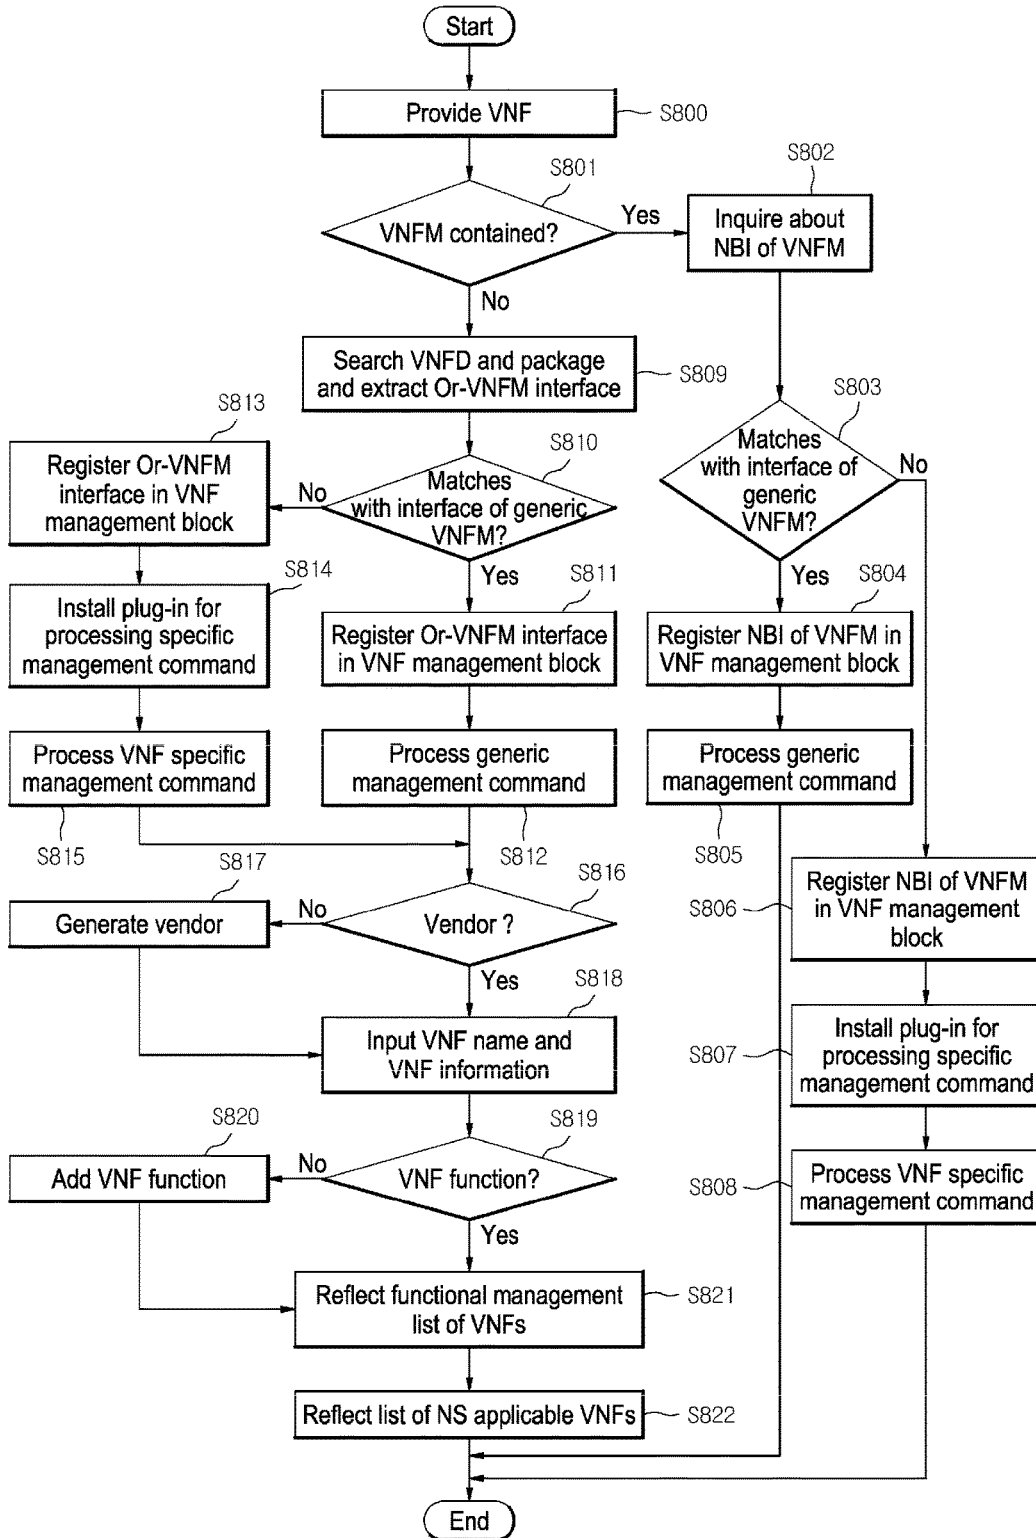 Start
Provide VNF
S800
S801
VNFM contained?
Yes
No
S802
Inquire about
NBI of VNFM
Search VNFD and package
and extract Or-VNFM interface
S809
S803
Matches
with interface of
generic
VNFM?
No
Yes
S813
Register Or-VNFM
interface in VNF
management block
S810
Matches
with interface of generic
VNFM?
No
Yes
S814
Install plug-in for
processing specific
management command
S811
Register Or-VNFM interface
in VNF management block
S804
Register NBI of VNFM in
VNF management block
Process VNF specific
management command
S815
Process generic
management command
S812
Process generic
management command
S805
S817
Generate vendor
S816
Vendor ?
No
Yes
S806
Register NBI of VNFM
in VNF management
block
S818
Input VNF name and
VNF information
S807
Install plug-in for
processing specific
management command
S820
Add VNF function
S819
VNF function?
No
Yes
S808
Process VNF specific
management command
Reflect functional management
list of VNFs
S821
Reflect list of NS applicable VNFs
S822
End